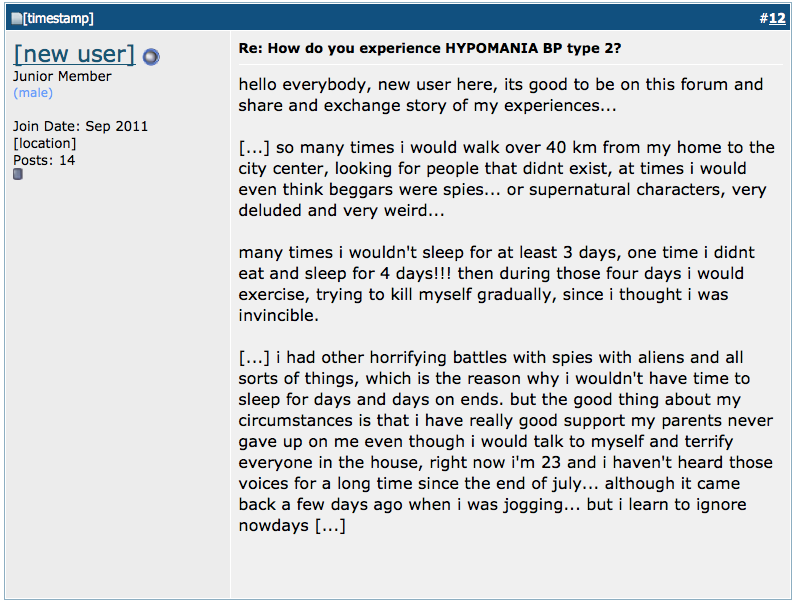 [timestamp]
#12
[new user]
Junior Member
(male)
Join Date: Sep 2011
[location]
Posts: 14
Re: How do you experience HYPOMANIA BP type 2?
hello everybody, new user here, its good to be on this forum and
share and exchange story of my experiences...
[...] so many times i would walk over 40 km from my home to the
city center, looking for people that didnt exist, at times i would
even think beggars were spies... or supernatural characters, very
deluded and very weird...
many times i wouldn't sleep for at least 3 days, one time i didnt
eat and sleep for 4 days!!! then during those four days i would
exercise, trying to kill myself gradually, since i thought i was
invincible.
[...] i had other horrifying battles with spies with aliens and all
sorts of things, which is the reason why i wouldn't have time to
sleep for days and days on ends. but the good thing about my
circumstances is that i have really good support my parents never
gave up on me even though i would talk to myself and terrify
everyone in the house, right now i'm 23 and i haven't heard those
voices for a long time since the end of july... although it came
back a few days ago when i was jogging... but i learn to ignore
nowdays [...]